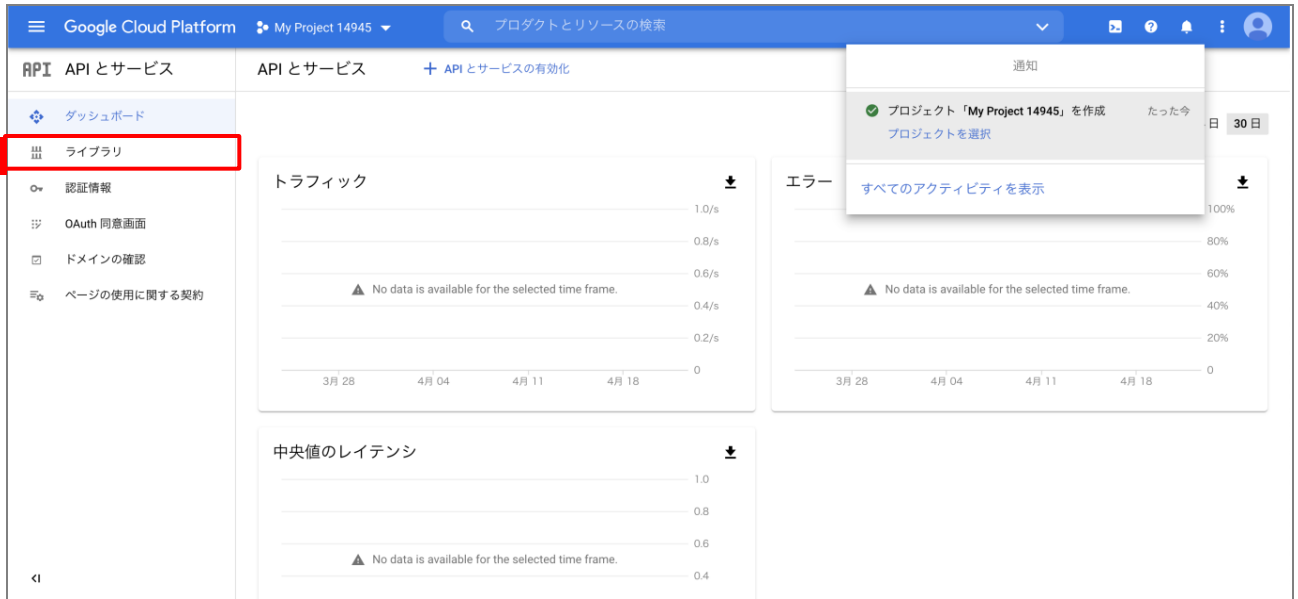 Google Cloud Platform My Project 14945 プロダクトとリソースの検索
API APIとサービス
APIとサービス + APIとサービスの有効化
ダッシュボード
ライブラリ
認証情報
OAuth 同意画面
ドメインの確認
ページの使用に関する契約
通知
プロジェクト「My Project 14945」を作成 たった今
プロジェクトを選択
すべてのアクティビティを表示
日 30日
トラフィック
1.0/s
0.8/s
0.6/s
No data is available for the selected time frame.
0.4/s
0.2/s
0
3月 28 4月 04 4月 11 4月 18
エラー
100%
80%
60%
No data is available for the selected time frame.
40%
20%
0
3月 28 4月 04 4月 11 4月 18
中央値のレイテンシ
1.0
0.8
0.6
No data is available for the selected time frame.
0.4